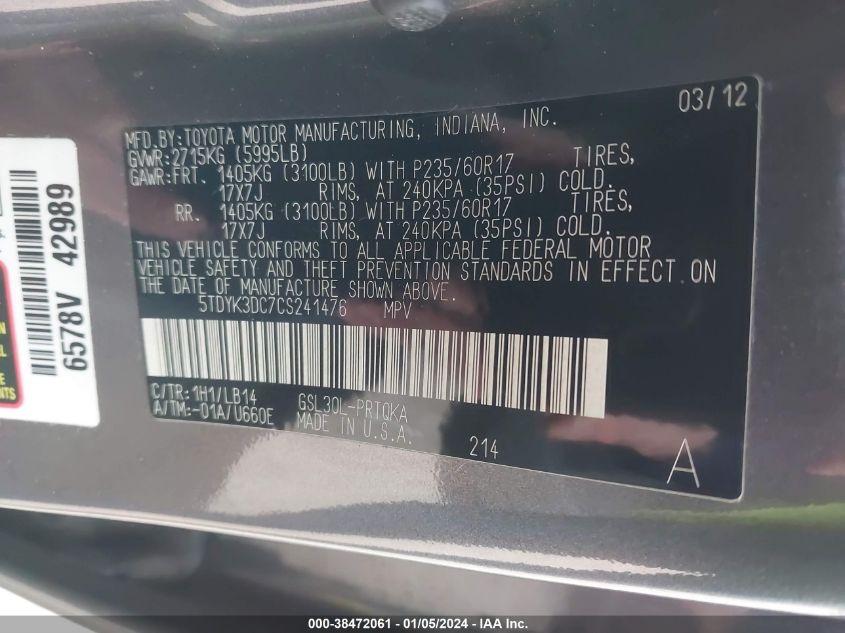 03/12
MFD.BY:TOYOTA MOTOR MANUFACTURING, INDIANA, INC.
GVWR:2715KG (5995LB)
GAWR:FRT. 1405KG (3100LB) WITH P235/60R17 TIRES,
17X7J RIMS, AT 240KPA (35PSI) COLD.
RR. 1405KG (3100LB) WITH P235/60R17 TIRES,
17X7J RIMS, AT 240KPA (35PSI) COLD.
THIS VEHICLE CONFORMS TO ALL APPLICABLE FEDERAL MOTOR
VEHICLE SAFETY AND THEFT PREVENTION STANDARDS IN EFFECT ON
THE DATE OF MANUFACTURE SHOWN ABOVE.
5TDYK3DC7CS241476 MPV
C/TR:1H1/LB14 GSL30L-PRTQKA
A/TM:-01A/U660E MADE IN U.S.A.
214
A
6578V 42989
000-38472061 - 01/05/2024 - IAA Inc.